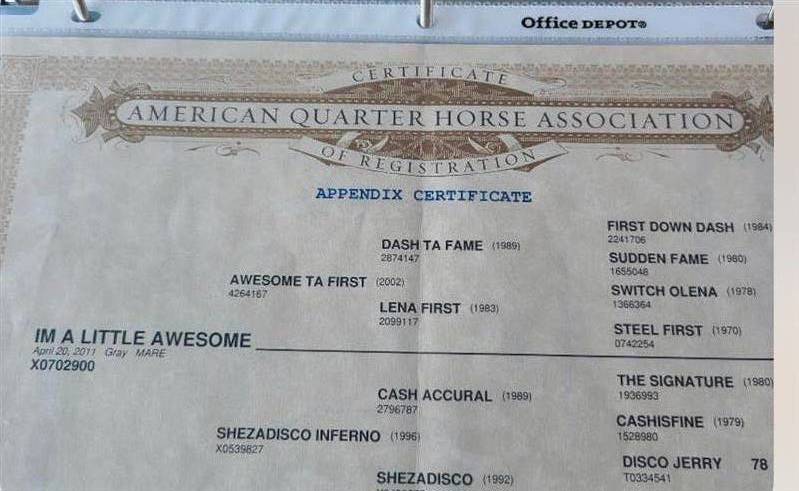 Office DEPOT®
CERTIFICATE
AMERICAN QUARTER HORSE ASSOCIATION
OF REGISTRATION
APPENDIX CERTIFICATE
FIRST DOWN DASH (1984)
2241706
DASH TA FAME (1989)
2874147
SUDDEN FAME (1980)
1655048
AWESOME TA FIRST (2002)
4264167
SWITCH OLENA (1978)
1366364
LENA FIRST (1983)
2099117
STEEL FIRST (1970)
0742254
IM A LITTLE AWESOME
April 20, 2011 Gray MARE
X0702900
THE SIGNATURE (1980)
1936993
CASH ACCURAL (1989)
2796787
CASHISFINE (1979)
1528980
SHEZADISCO INFERNO (1996)
X0539827
DISCO JERRY 78
T0334541
SHEZADISCO (1992)